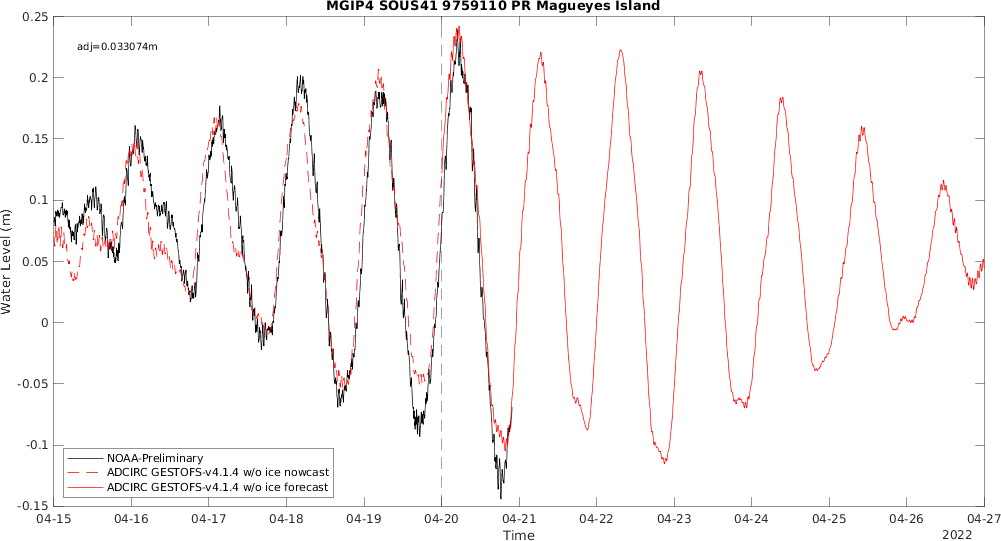 MGIP4 SOUS41 9759110 PR Magueyes Island
adj=0.033074m
0.25
0.2
0.15
0.1
0.05
0
-0.05
-0.1
-0.15
Water Level (m)
NOAA-Preliminary
ADCIRC GESTOFS-v4.1.4 w/o ice nowcast
ADCIRC GESTOFS-v4.1.4 w/o ice forecast
04-15 04-16 04-17 04-18 04-19 04-20 04-21 04-22 04-23 04-24 04-25 04-26 04-27
Time
2022